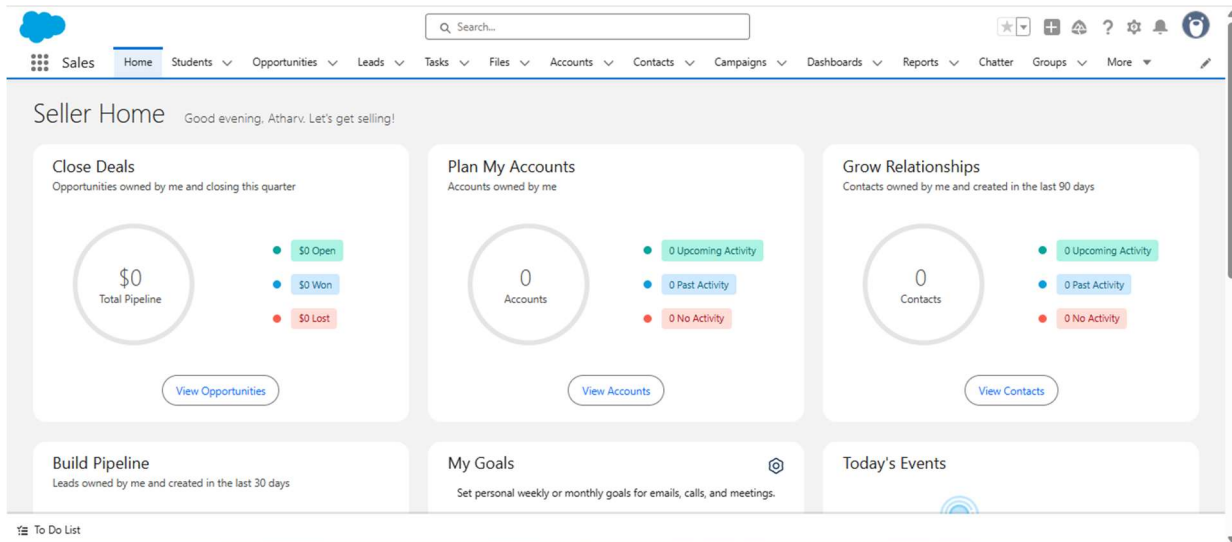 Search...
Sales Home Students Opportunities Leads Tasks Files Accounts Contacts Campaigns Dashboards Reports Chatter Groups More
Seller Home Good evening, Atharv. Let's get selling!
Close Deals
Opportunities owned by me and closing this quarter
$0
Total Pipeline
$0 Open
$0 Won
$0 Lost
View Opportunities
Plan My Accounts
Accounts owned by me
0
Accounts
0 Upcoming Activity
0 Past Activity
0 No Activity
View Accounts
Grow Relationships
Contacts owned by me and created in the last 90 days
0
Contacts
0 Upcoming Activity
0 Past Activity
0 No Activity
View Contacts
Build Pipeline
Leads owned by me and created in the last 30 days
My Goals
Set personal weekly or monthly goals for emails, calls, and meetings.
Today's Events
To Do List